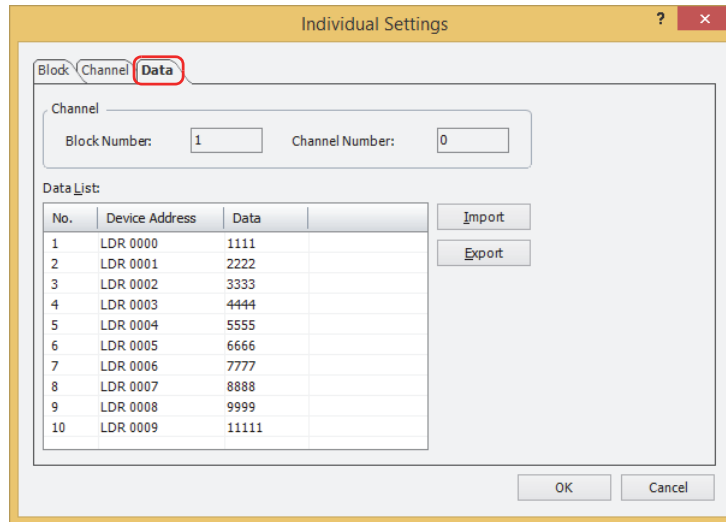 Individual Settings
?
×
Block Channel Data
Channel
Block Number: 1 Channel Number: 0
Data List:
No. Device Address Data
1 LDR 0000 1111
2 LDR 0001 2222
3 LDR 0002 3333
4 LDR 0003 4444
5 LDR 0004 5555
6 LDR 0005 6666
7 LDR 0006 7777
8 LDR 0007 8888
9 LDR 0008 9999
10 LDR 0009 11111
Import
Export
OK Cancel